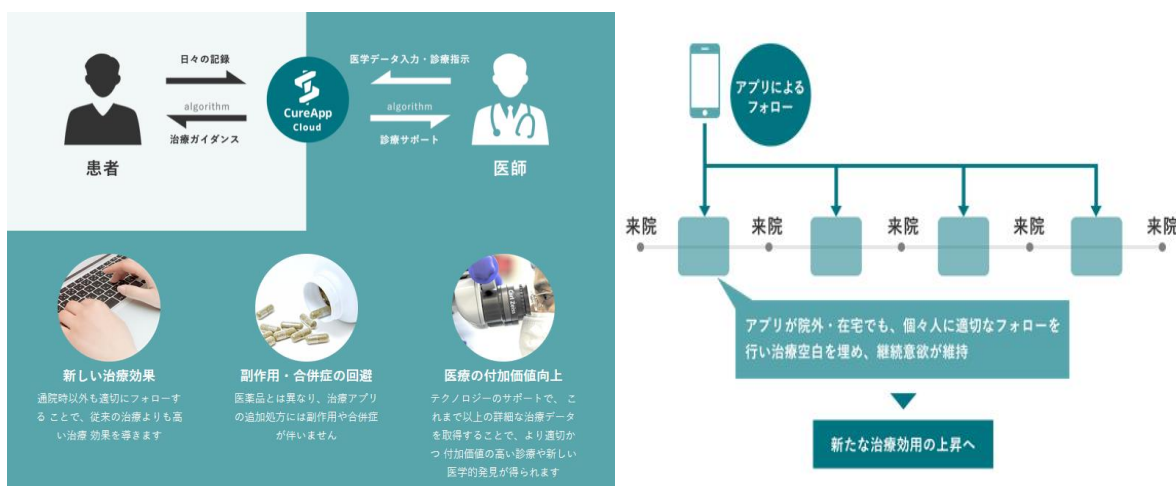 日々の記録
医学データ入力・診療指示
CureApp
Cloud
algorithm
algorithm
治療ガイダンス
診療サポート
患者
医師
新しい治療効果
通院時以外も適切にフォローす
る ことで、従来の治療よりも高
い治療 効果を導きます
副作用・合併症の回避
医薬品とは異なり、治療アプリ
の追加処方には副作用や合併症
が伴いません
医療の付加価値向上
テクノロジーのサポートで、 こ
れまで以上の詳細な治療データ
を取得することで、より適切か
つ 付加価値の高い診療や新しい
医学的発見が得られます
アプリによる
フォロー
来院
来院
来院
来院
来院
アプリが院外・在宅でも、個々人に適切なフォローを
行い治療空白を埋め、継続意欲が維持
新たな治療効用の上昇へ